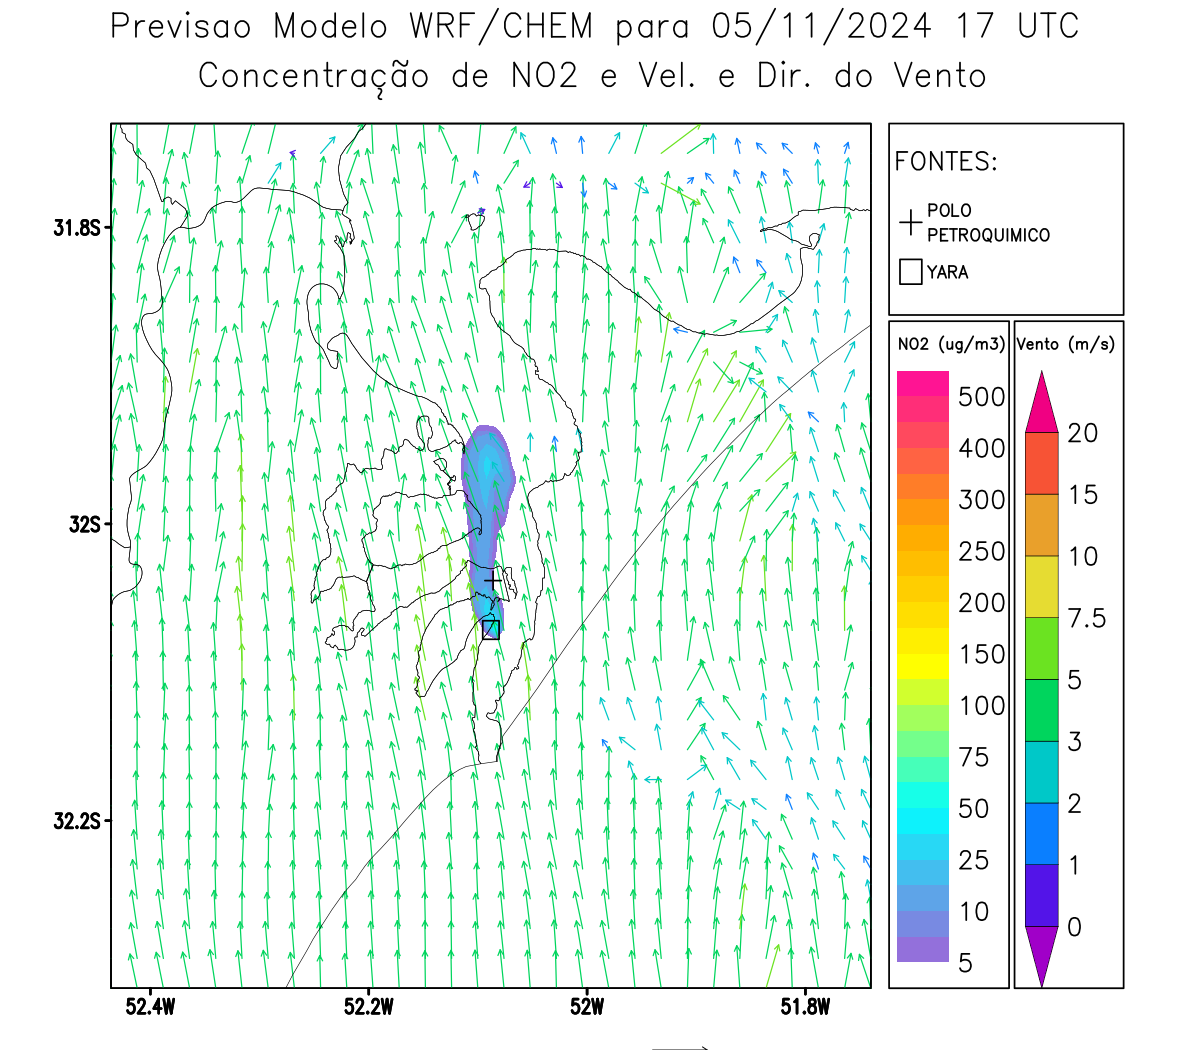 Previsao Modelo WRF/CHEM para 05/11/2024 17 UTC
Concentração de NO2 e Vel. e Dir. do Vento
FONTES:
POLO
PETROQUIMICO
YARA
NO2 (ug/m3)
500
400
300
250
200
150
100
75
50
25
10
5
Vento (m/s)
20
15
10
7.5
5
3
2
1
0
31.8S
32S
32.2S
52.4W
52.2W
52W
51.8W